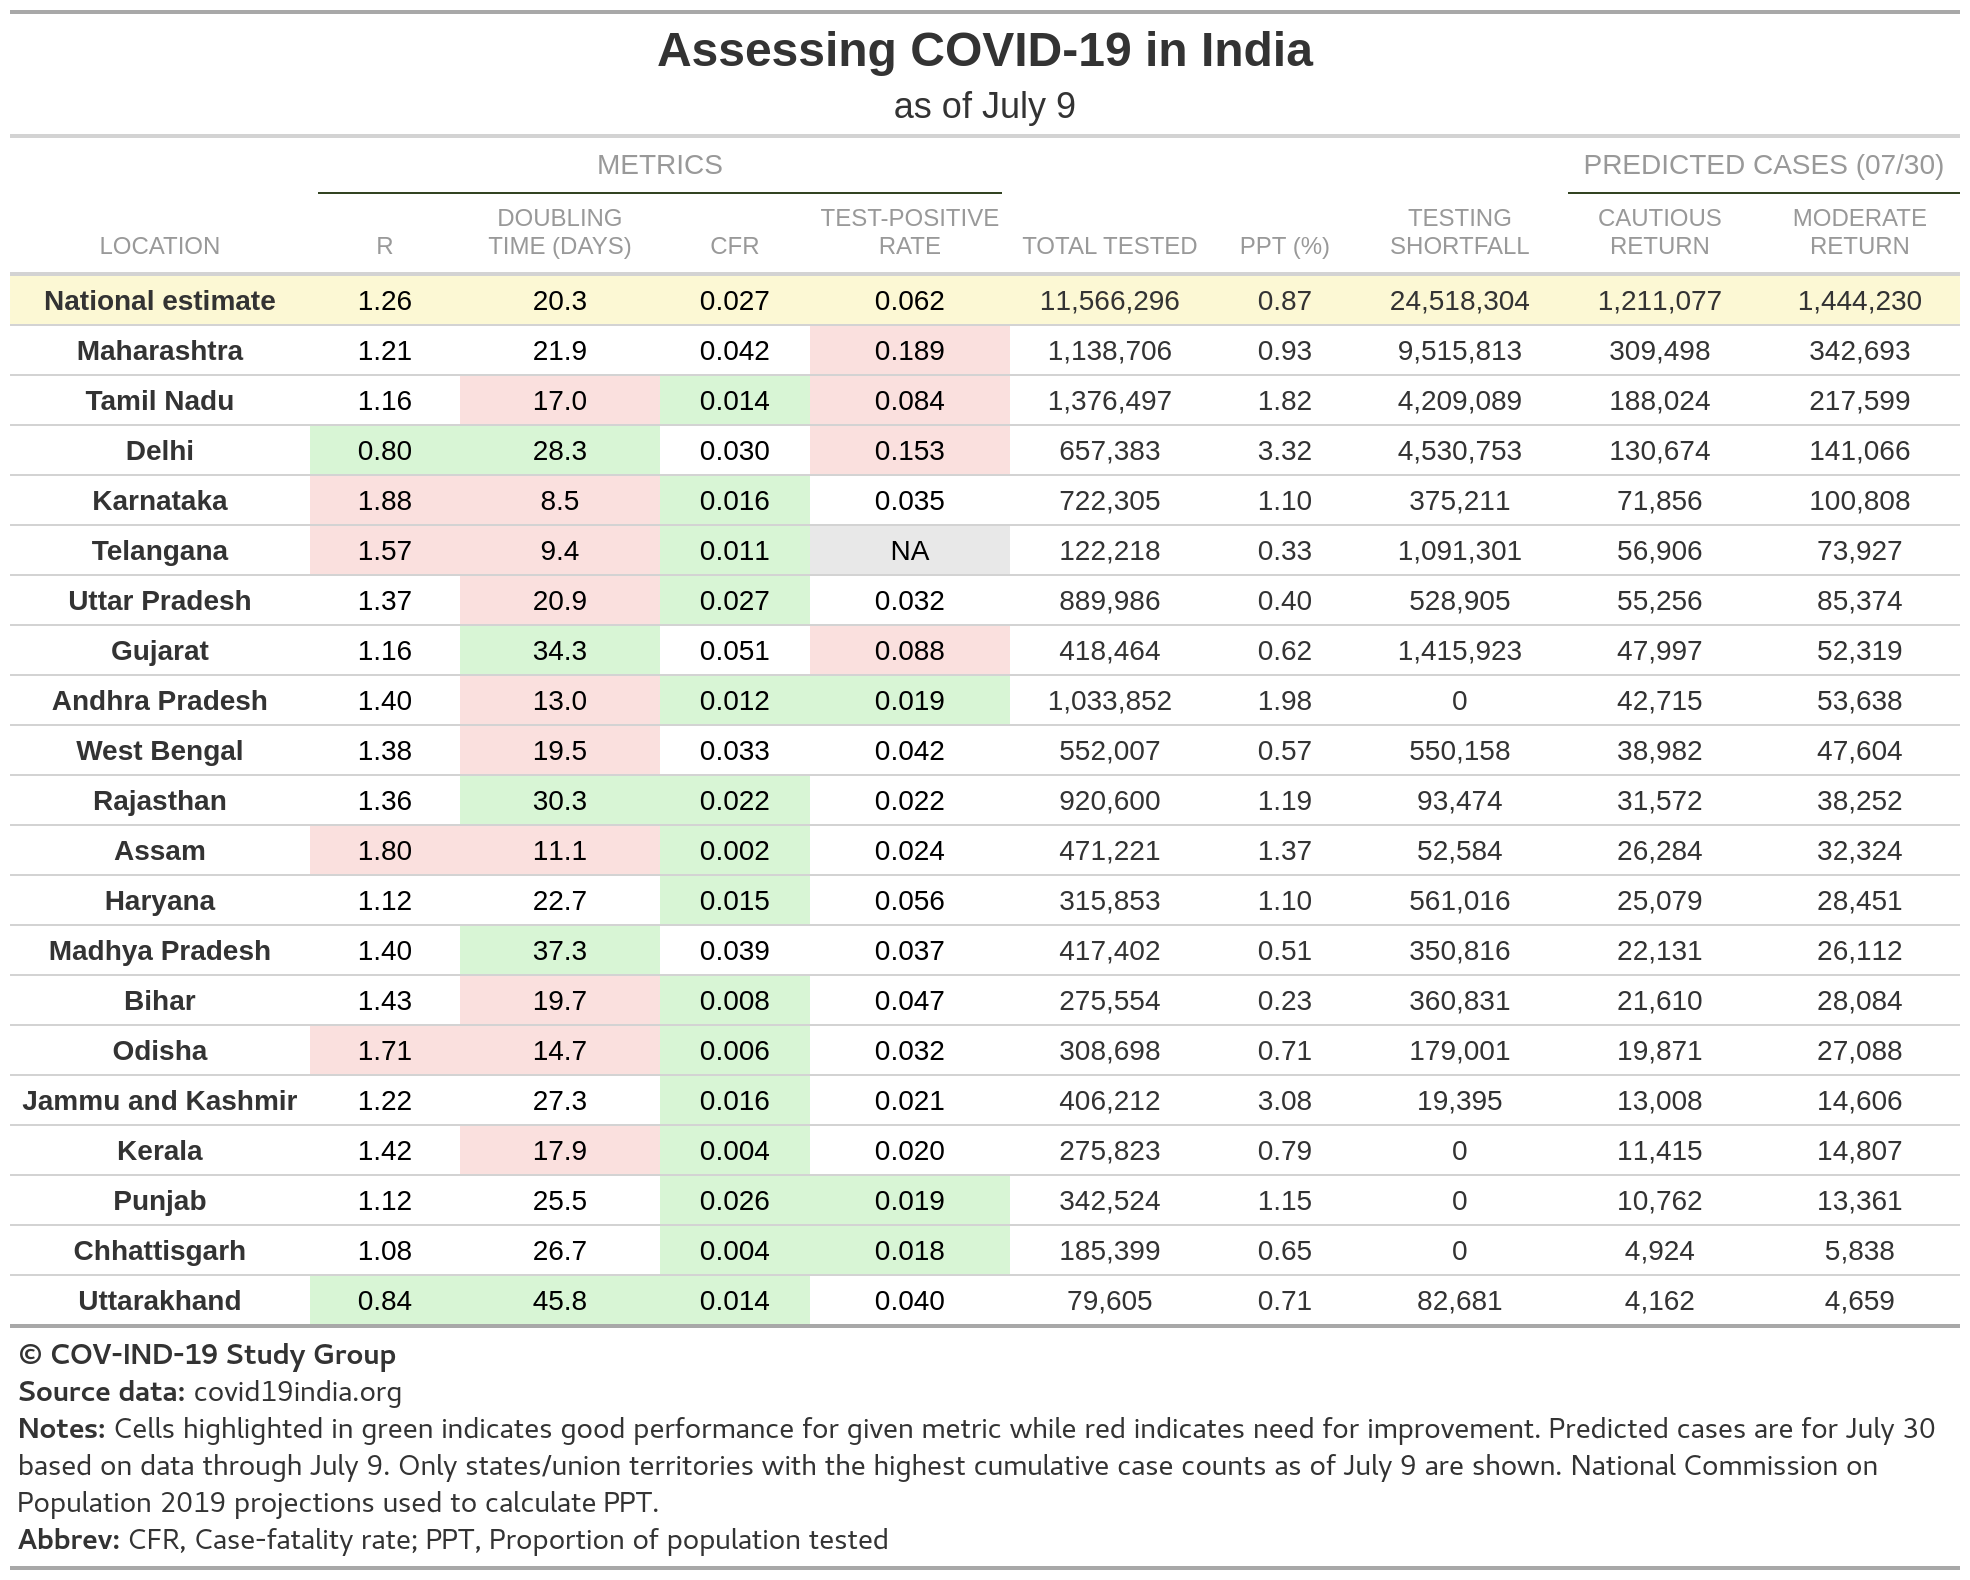 Assessing COVID-19 in India
as of July 9
METRICS PREDICTED CASES (07/30)
LOCATION R DOUBLING TIME (DAYS) CFR TEST-POSITIVE RATE TOTAL TESTED PPT (%) TESTING SHORTFALL CAUTIOUS RETURN MODERATE RETURN
National estimate 1.26 20.3 0.027 0.062 11,566,296 0.87 24,518,304 1,211,077 1,444,230
Maharashtra 1.21 21.9 0.042 0.189 1,138,706 0.93 9,515,813 309,498 342,693
Tamil Nadu 1.16 17.0 0.014 0.084 1,376,497 1.82 4,209,089 188,024 217,599
Delhi 0.80 28.3 0.030 0.153 657,383 3.32 4,530,753 130,674 141,066
Karnataka 1.88 8.5 0.016 0.035 722,305 1.10 375,211 71,856 100,808
Telangana 1.57 9.4 0.011 NA 122,218 0.33 1,091,301 56,906 73,927
Uttar Pradesh 1.37 20.9 0.027 0.032 889,986 0.40 528,905 55,256 85,374
Gujarat 1.16 34.3 0.051 0.088 418,464 0.62 1,415,923 47,997 52,319
Andhra Pradesh 1.40 13.0 0.012 0.019 1,033,852 1.98 0 42,715 53,638
West Bengal 1.38 19.5 0.033 0.042 552,007 0.57 550,158 38,982 47,604
Rajasthan 1.36 30.3 0.022 0.022 920,600 1.19 93,474 31,572 38,252
Assam 1.80 11.1 0.002 0.024 471,221 1.37 52,584 26,284 32,324
Haryana 1.12 22.7 0.015 0.056 315,853 1.10 561,016 25,079 28,451
Madhya Pradesh 1.40 37.3 0.039 0.037 417,402 0.51 350,816 22,131 26,112
Bihar 1.43 19.7 0.008 0.047 275,554 0.23 360,831 21,610 28,084
Odisha 1.71 14.7 0.006 0.032 308,698 0.71 179,001 19,871 27,088
Jammu and Kashmir 1.22 27.3 0.016 0.021 406,212 3.08 19,395 13,008 14,606
Kerala 1.42 17.9 0.004 0.020 275,823 0.79 0 11,415 14,807
Punjab 1.12 25.5 0.026 0.019 342,524 1.15 0 10,762 13,361
Chhattisgarh 1.08 26.7 0.004 0.018 185,399 0.65 0 4,924 5,838
Uttarakhand 0.84 45.8 0.014 0.040 79,605 0.71 82,681 4,162 4,659
© COV-IND-19 Study Group
Source data: covid19india.org
Notes: Cells highlighted in green indicates good performance for given metric while red indicates need for improvement. Predicted cases are for July 30
based on data through July 9. Only states/union territories with the highest cumulative case counts as of July 9 are shown. National Commission on
Population 2019 projections used to calculate PPT.
Abbrev: CFR, Case-fatality rate; PPT, Proportion of population tested